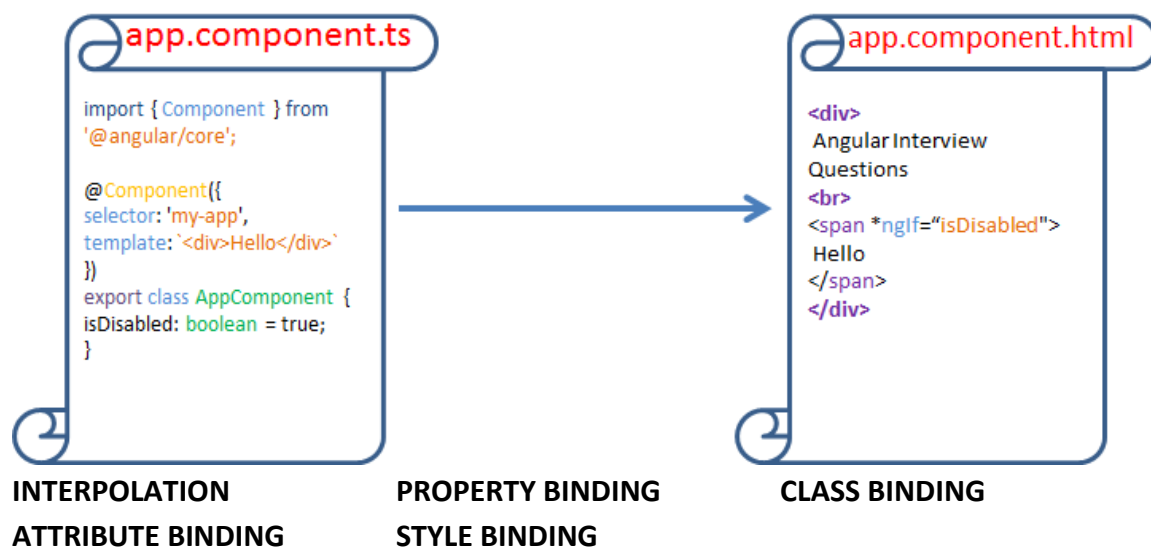 app.component.ts
import { Component } from
'@angular/core';
@Component({
selector: 'my-app',
template: `<div>Hello</div>`
})
export class AppComponent {
isDisabled: boolean = true;
}
app.component.html
<div>
Angular Interview
Questions
<br>
<span *ngIf=“isDisabled">
Hello
</span>
</div>
INTERPOLATION PROPERTY BINDING CLASS BINDING
ATTRIBUTE BINDING STYLE BINDING